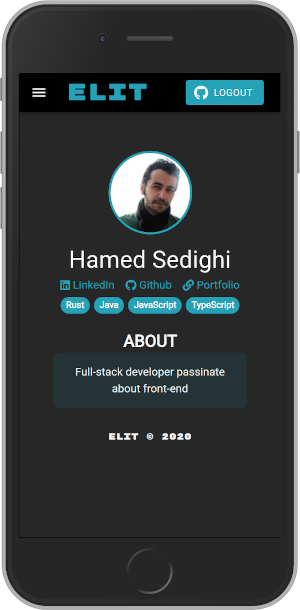 ELIT LOGOUT
Hamed Sedighi
LinkedIn Github Portfolio
Rust Java JavaScript TypeScript
ABOUT
Full-stack developer passinate
about front-end
ELIT © 2020